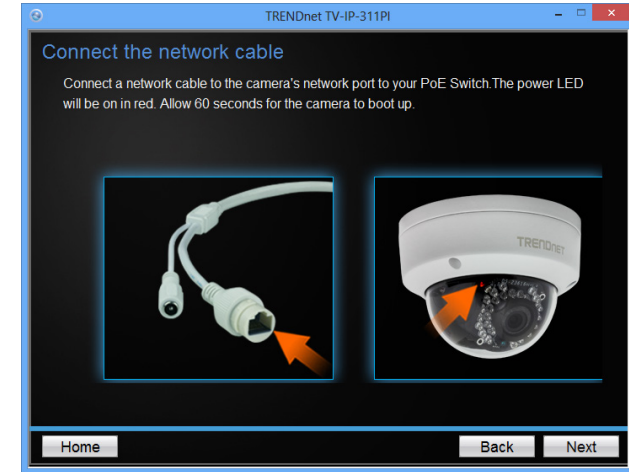 TRENDnet TV-IP-311PI
Connect the network cable
Connect a network cable to the camera's network port to your PoE Switch.The power LED
will be on in red. Allow 60 seconds for the camera to boot up.
TRENDNET
Home
Back
Next